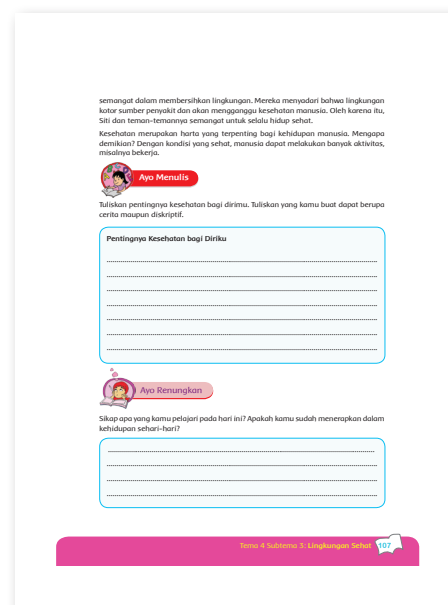 semangat dalam membersihkan lingkungan. Mereka menyadari bahwa lingkungan
kotor sumber penyakit dan akan mengganggu kesehatan manusia. Oleh karena itu,
Siti dan teman-temannya semangat untuk selalu hidup sehat.
Kesehatan merupakan harta yang terpenting bagi kehidupan manusia. Mengapa
demikian? Dengan kondisi yang sehat, manusia dapat melakukan banyak aktivitas,
misalnya bekerja.
Ayo Menulis
Tuliskan pentingnya kesehatan bagi dirimu. Tuliskan yang kamu buat dapat berupa
cerita maupun diskriptif.
Pentingnya Kesehatan bagi Diriku
Ayo Renungkan
Sikap apa yang kamu pelajari pada hari ini? Apakah kamu sudah menerapkan dalam
kehidupan sehari-hari?
Tema 4 Subtema 3: Lingkungan Sehat 107